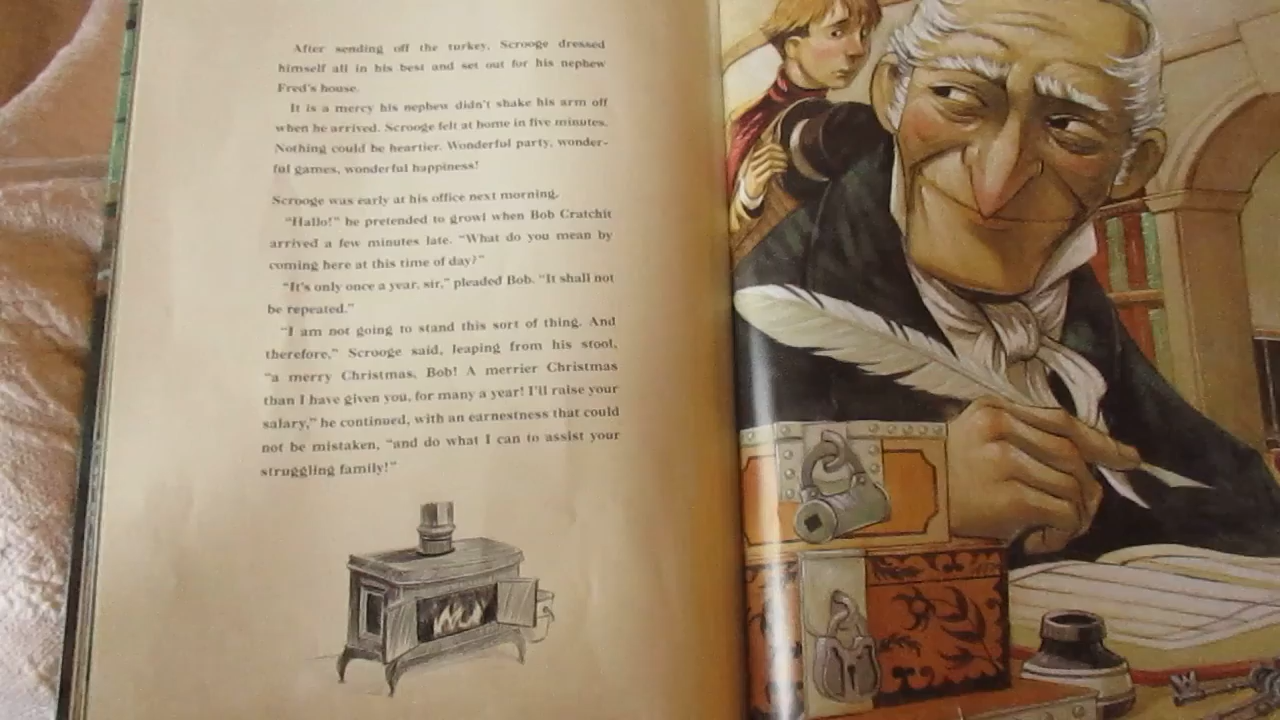 After sending off the turkey, Scrooge dressed
himself all in his best and set out for his nephew
Fred's house.
It is a mercy his nephew didn't shake his arm off
when he arrived. Scrooge felt at home in five minutes.
Nothing could be heartier. Wonderful party, wonder-
ful games, wonderful happiness!
Scrooge was early at his office next morning.
"Hallo!" he pretended to growl when Bob Cratchit
arrived a few minutes late. "What do you mean by
coming here at this time of day?"
"It's only once a year, sir," pleaded Bob. "It shall not
be repeated."
"I am not going to stand this sort of thing. And
therefore," Scrooge said, leaping from his stool,
"a merry Christmas, Bob! A merrier Christmas
than I have given you, for many a year! I'll raise your
salary," he continued, with an earnestness that could
not be mistaken, "and do what I can to assist your
struggling family!"